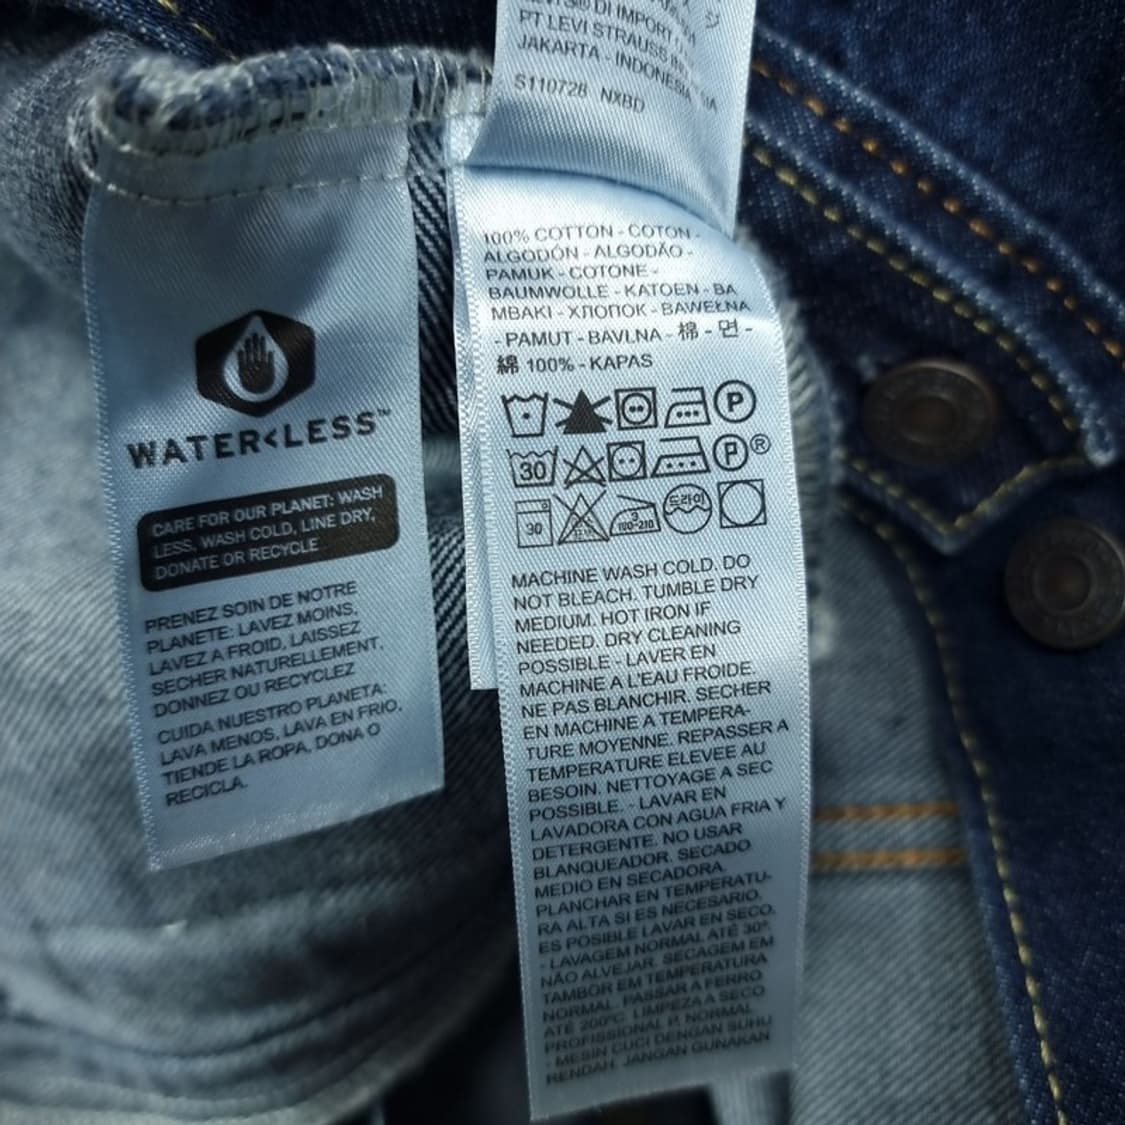 DI IMPORT
PT LEVI STRAUSS
JAKARTA - INDONESIA
S110728 NXBD
WATER<LESS™
CARE FOR OUR PLANET: WASH
LESS, WASH COLD, LINE DRY,
DONATE OR RECYCLE
PRENEZ SOIN DE NOTRE
PLANETE: LAVEZ MOINS,
LAVEZ A FROID, LAISSEZ
SECHER NATURELLEMENT,
DONNEZ OU RECYCLEZ
CUIDA NUESTRO PLANETA:
LAVA MENOS, LAVA EN FRIO,
TIENDE LA ROPA, DONA O
RECICLA.
100% COTTON - COTON -
ALGODÓN - ALGODÃO -
PAMUK - COTONE -
BAUMWOLLE - KATOEN - BA
MBAKI - ХЛОПОК - BAWEŁNA
- PAMUT - BAVLNA - 棉 - 면 -
綿 100% - KAPAS
P
30 P®
30 3 180-210 드라이
MACHINE WASH COLD. DO
NOT BLEACH. TUMBLE DRY
MEDIUM. HOT IRON IF
NEEDED. DRY CLEANING
POSSIBLE - LAVER EN
MACHINE A L'EAU FROIDE.
NE PAS BLANCHIR. SECHER
EN MACHINE A TEMPERA-
TURE MOYENNE. REPASSER A
TEMPERATURE ELEVEE AU
BESOIN. NETTOYAGE A SEC
POSSIBLE. - LAVAR EN
LAVADORA CON AGUA FRIA Y
DETERGENTE. NO USAR
BLANQUEADOR. SECADO
MEDIO EN SECADORA.
PLANCHAR EN TEMPERATU-
RA ALTA SI ES NECESARIO.
ES POSIBLE LAVAR EN SECO.
- LAVAGEM NORMAL ATÉ 30º.
NÃO ALVEJAR. SECAGEM EM
TAMBOR EM TEMPERATURA
NORMAL. PASSAR A FERRO
ATÉ 200ºC. LIMPEZA A SECO
PROFISSIONAL P. NORMAL
- MESIN CUCI DENGAN SUHU
RENDAH. JANGAN GUNAKAN